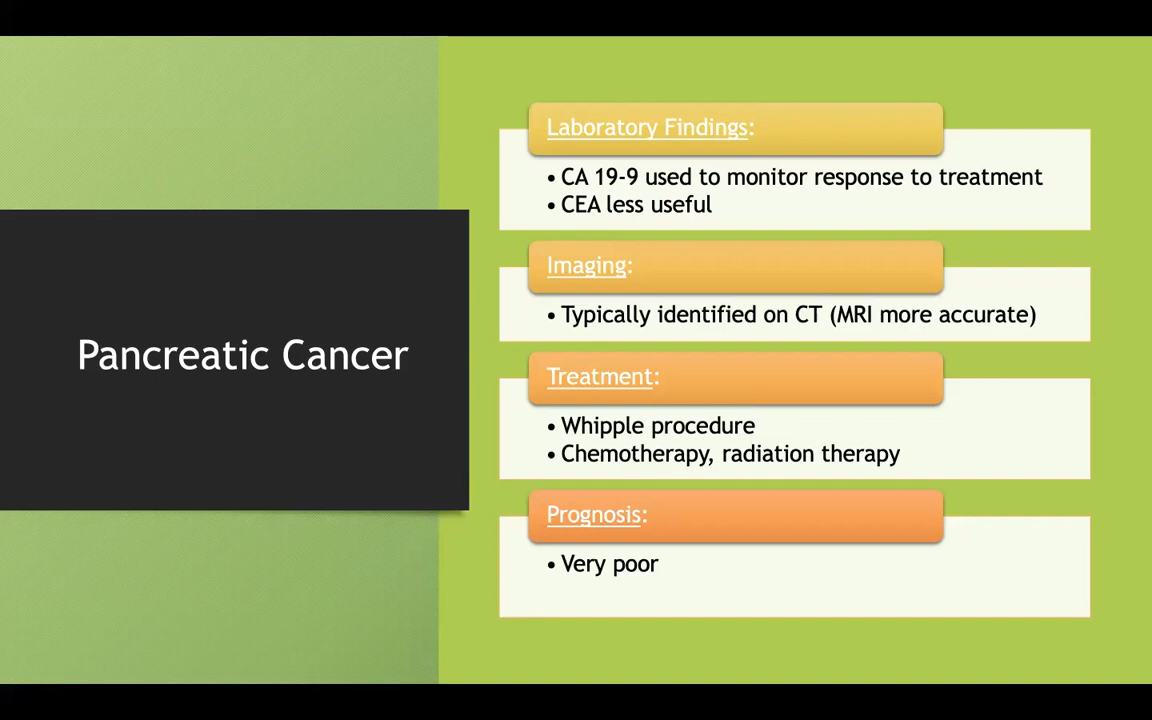 Pancreatic Cancer
Laboratory Findings:
• CA 19-9 used to monitor response to treatment
• CEA less useful
Imaging:
• Typically identified on CT (MRI more accurate)
Treatment:
• Whipple procedure
• Chemotherapy, radiation therapy
Prognosis:
• Very poor